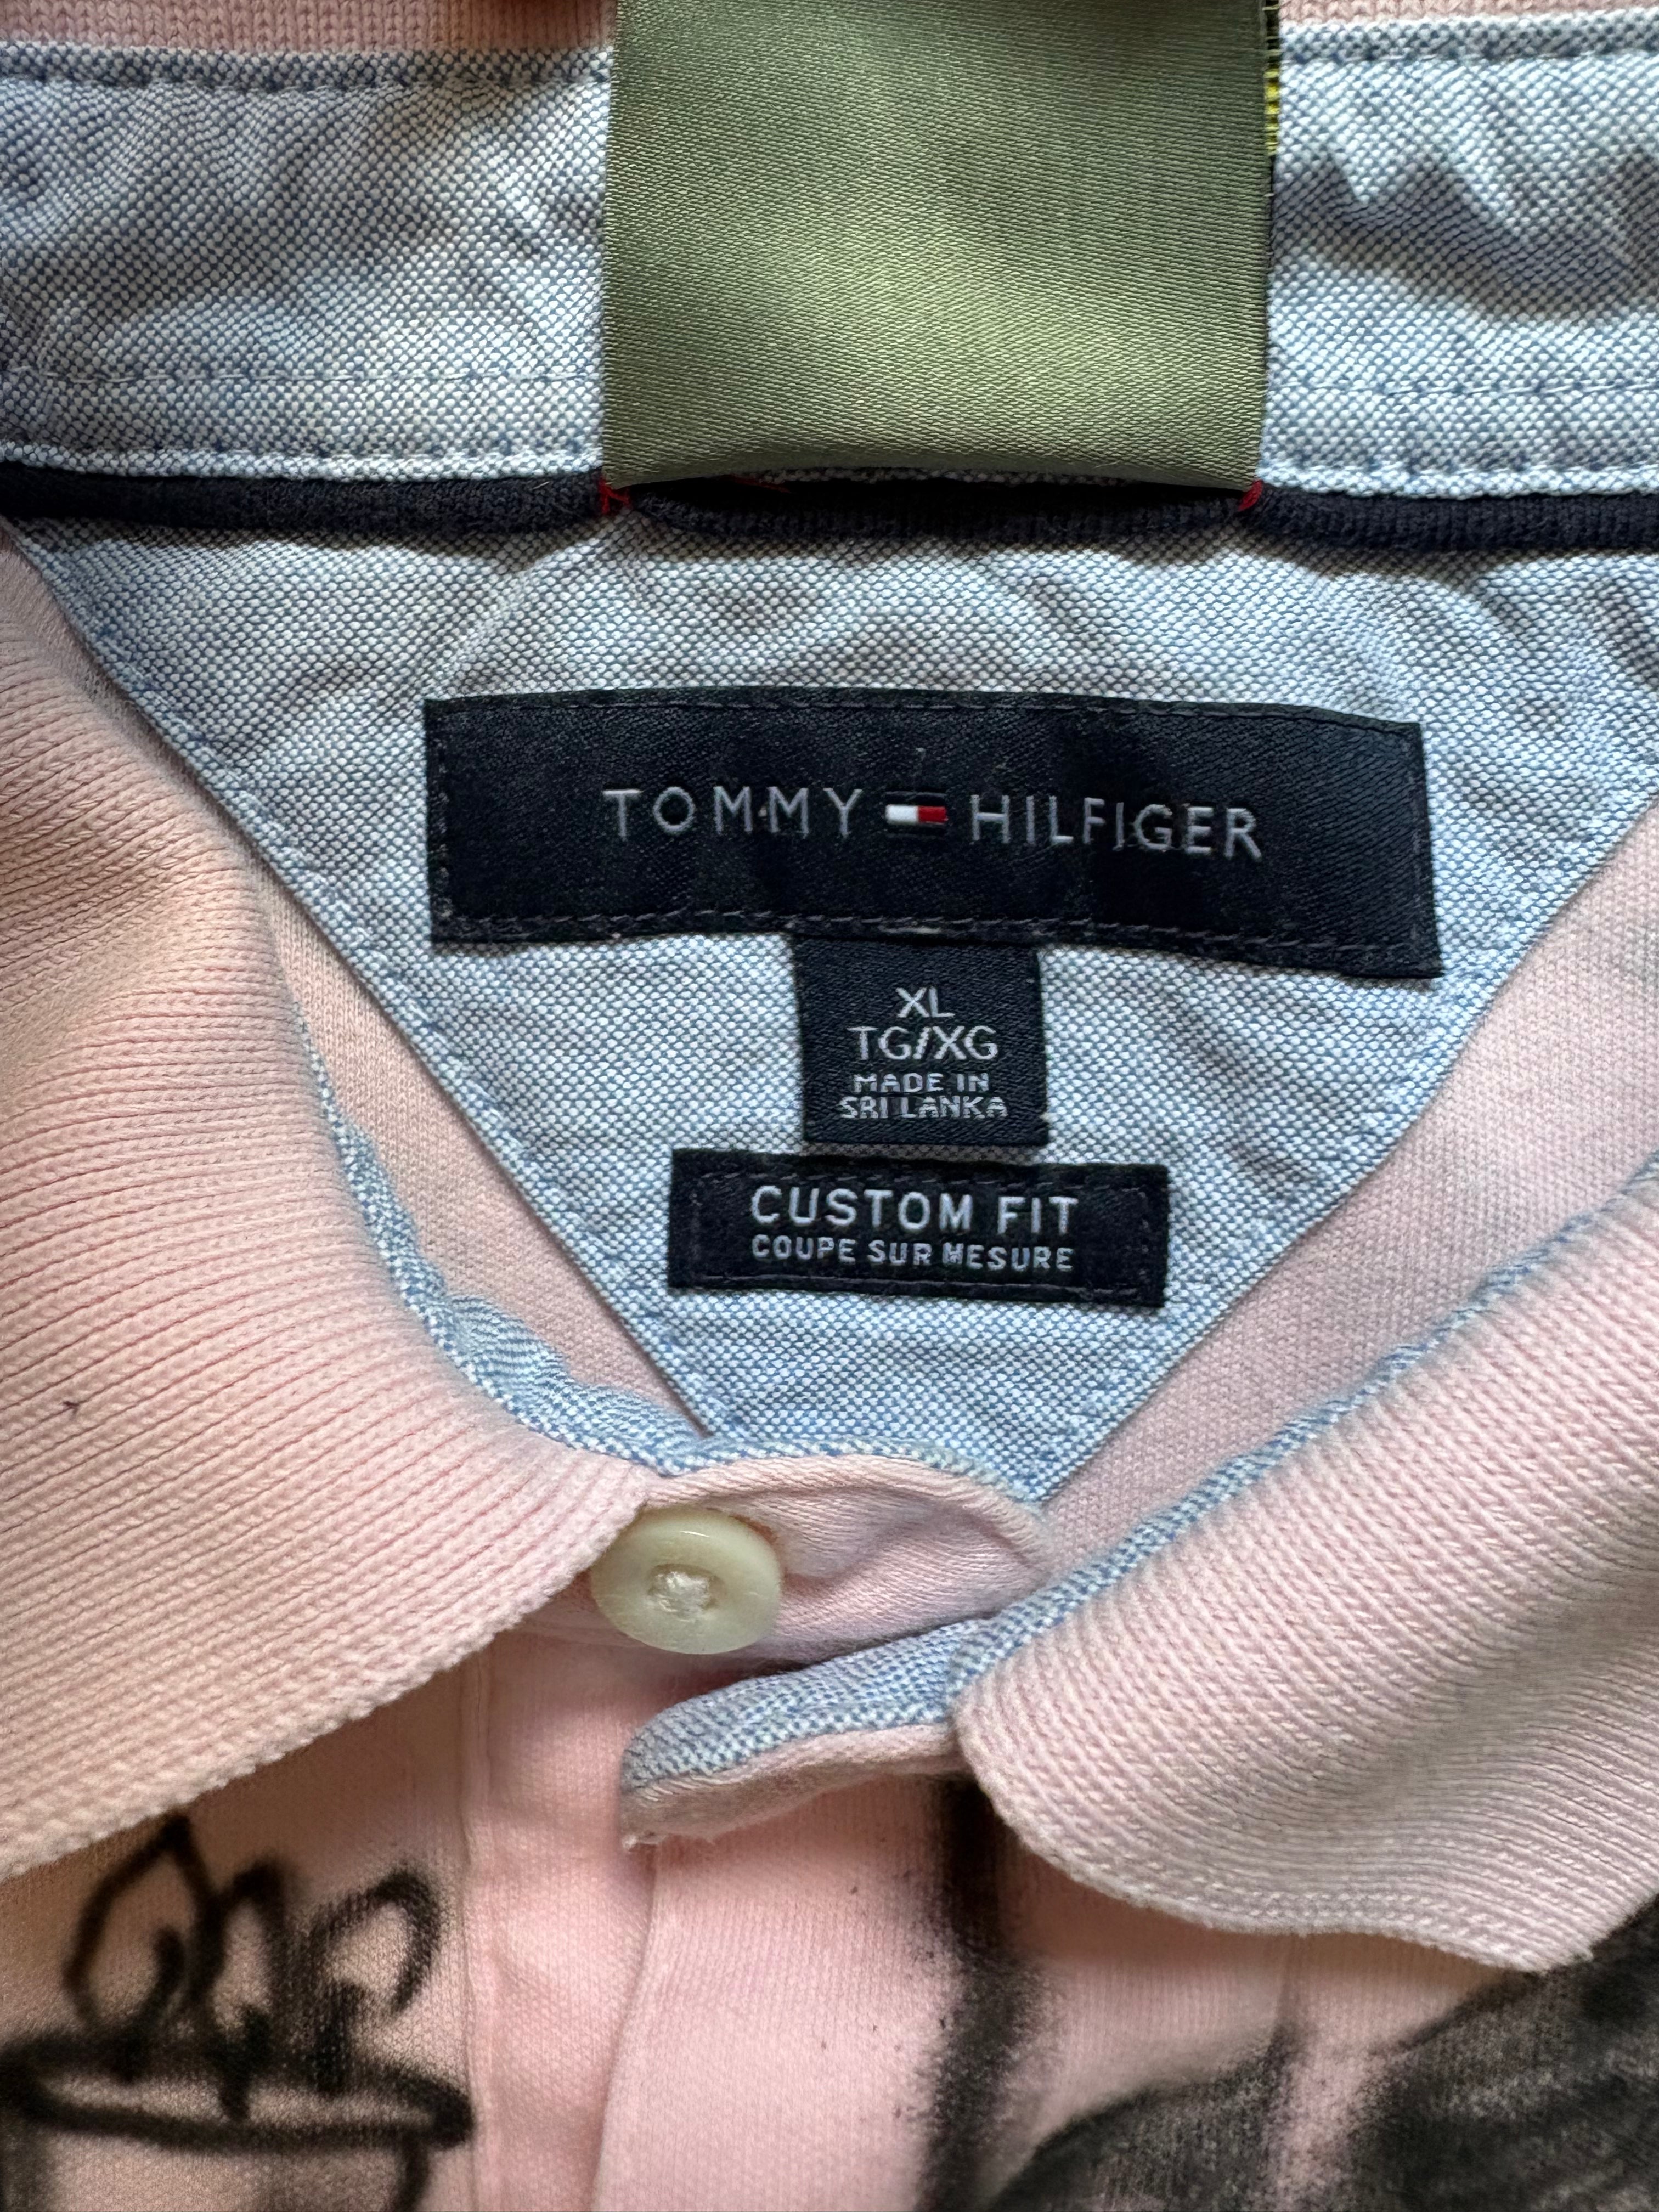 TOMMY HILFIGER
XL
TG/XG
MADE IN
SRI LANKA
CUSTOM FIT
COUPE SUR MESURE